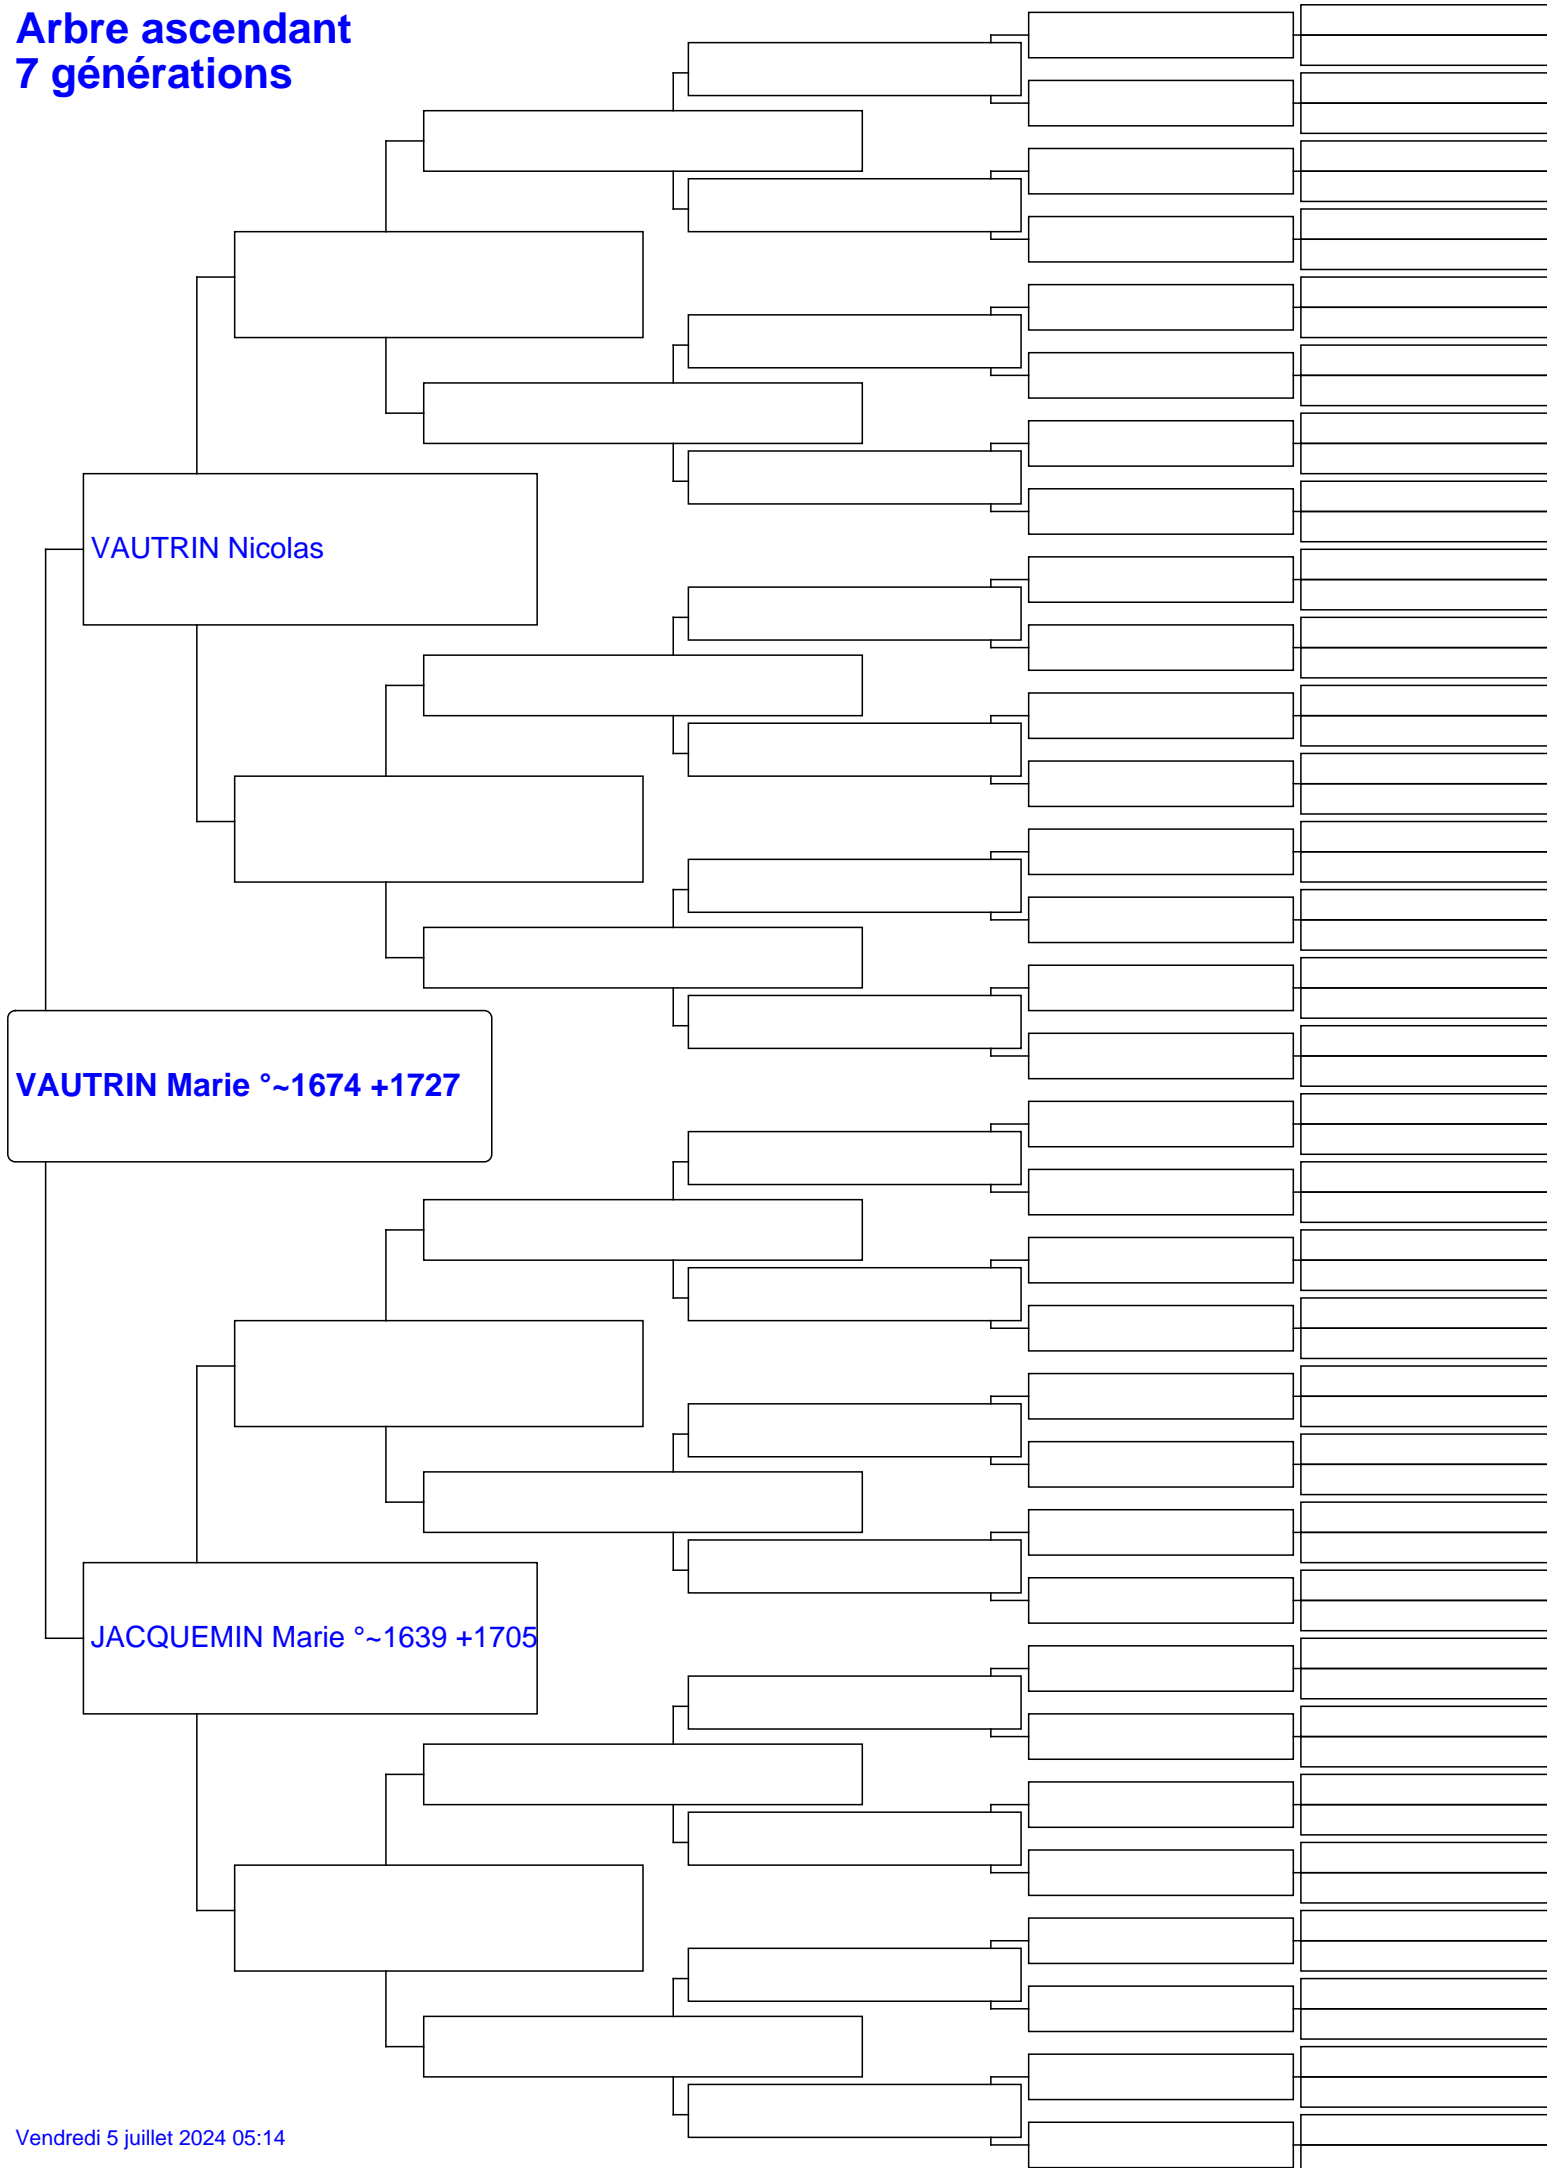 Arbre ascendant
7 générations
VAUTRIN Nicolas
VAUTRIN Marie °~1674 +1727
JACQUEMIN Marie °~1639 +1705
Vendredi 5 juillet 2024 05:14